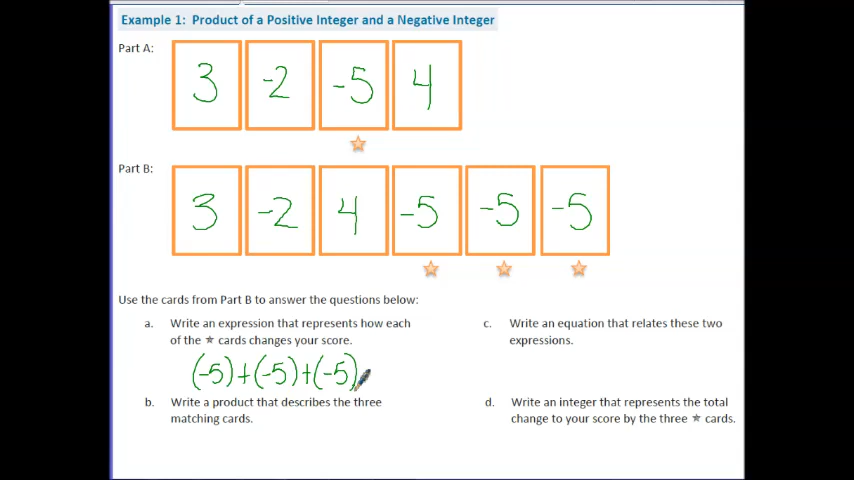 Example 1: Product of a Positive Integer and a Negative Integer
Part A:
3 -2 -5 4
Part B:
3 -2 4 -5 -5 -5
Use the cards from Part B to answer the questions below:
a. Write an expression that represents how each
of the ★ cards changes your score.
(-5)+(-5)+(-5)
b. Write a product that describes the three
matching cards.
c. Write an equation that relates these two
expressions.
d. Write an integer that represents the total
change to your score by the three ★ cards.